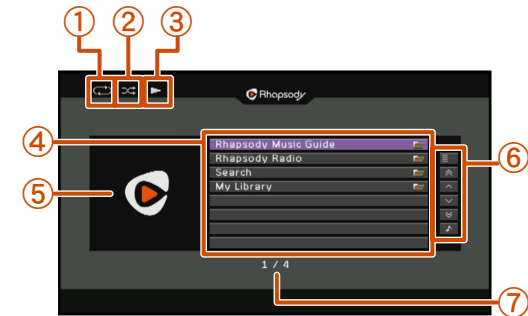 ① ② ③
Rhapsody
④
Rhapsody Music Guide
Rhapsody Radio
Search
My Library
⑤
⑥
1 / 4
⑦